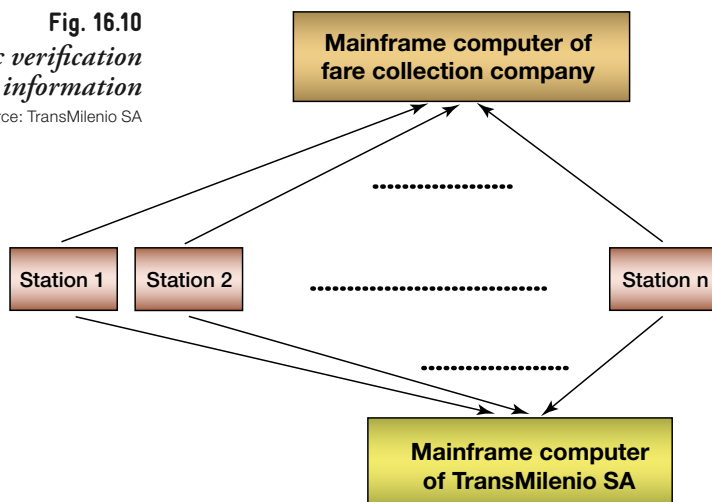 Fig. 16.10
verification
information
TransMilenio SA
Mainframe computer of
fare collection company
Station 1
Station 2
Station n
Mainframe computer
of TransMilenio SA